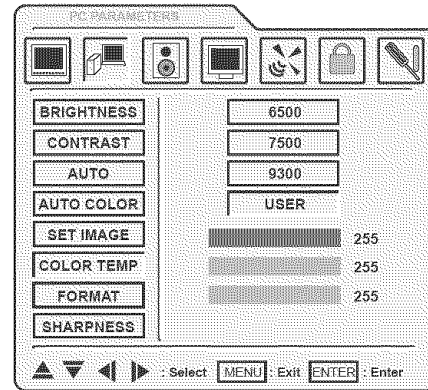 PC PARAMETERS
BRIGHTNESS 6500
CONTRAST 7500
AUTO 9300
AUTO COLOR USER
SET IMAGE 255
COLOR TEMP 255
FORMAT 255
SHARPNESS
: Select MENU : Exit ENTER : Enter